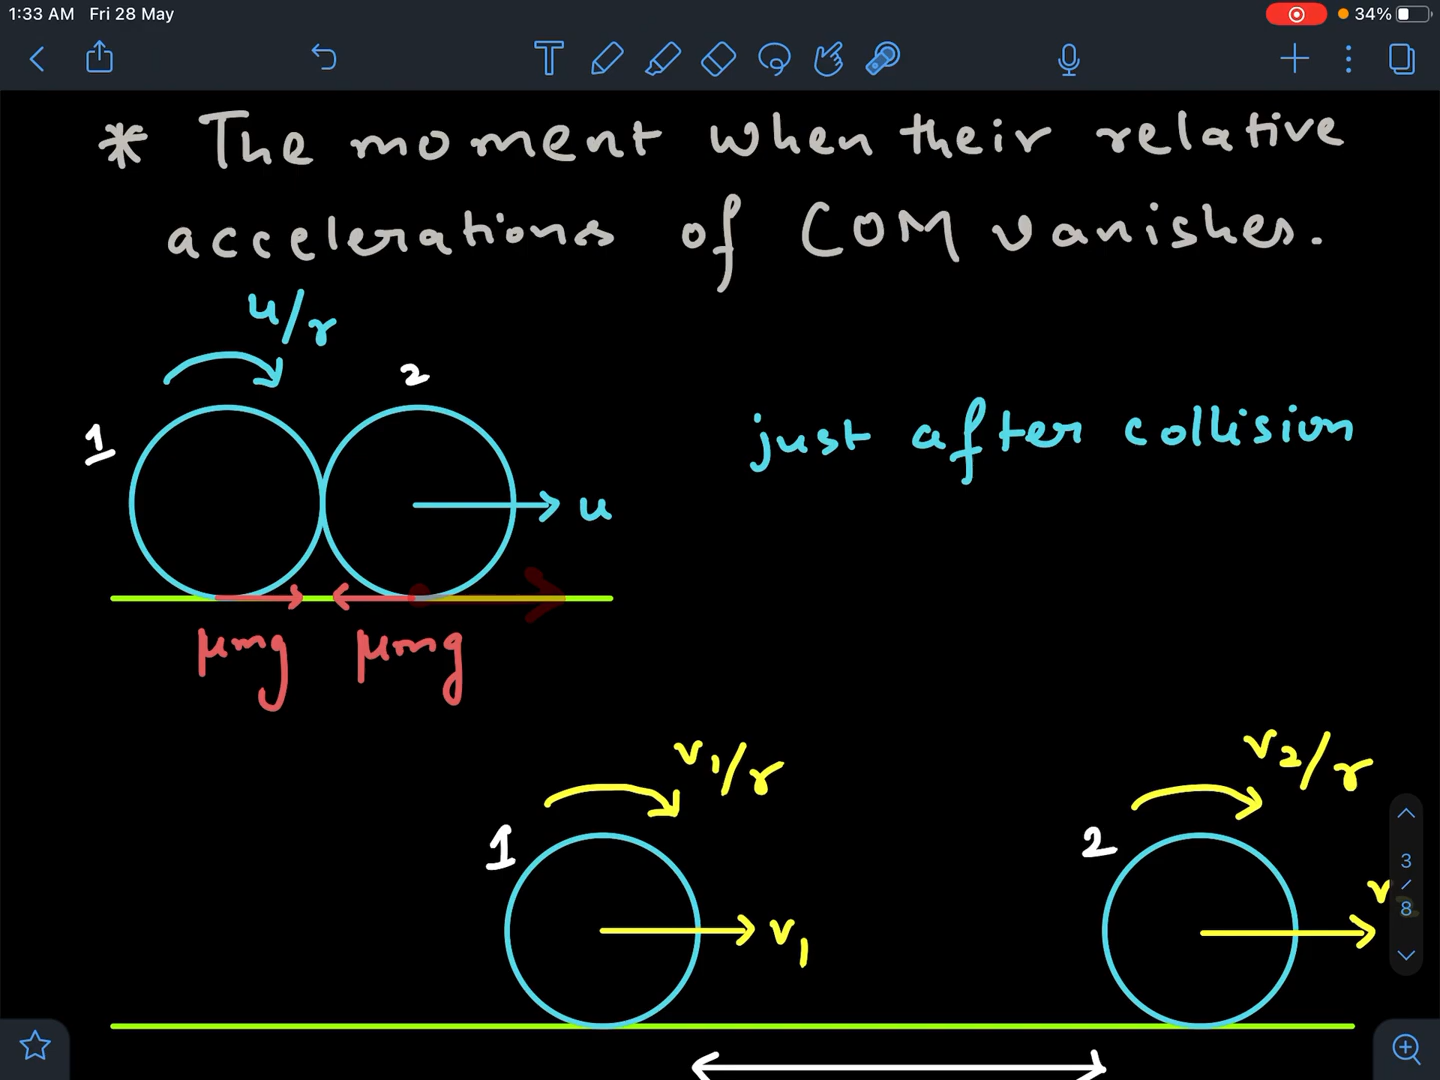 1:33 AM Fri 28 May
34%
* The moment when their relative
accelerations of COM vanishes.
u/r
1
2
just after collision
u
μmg μmg
v1/r
v2/r
1
2
v1
v
3
/
8